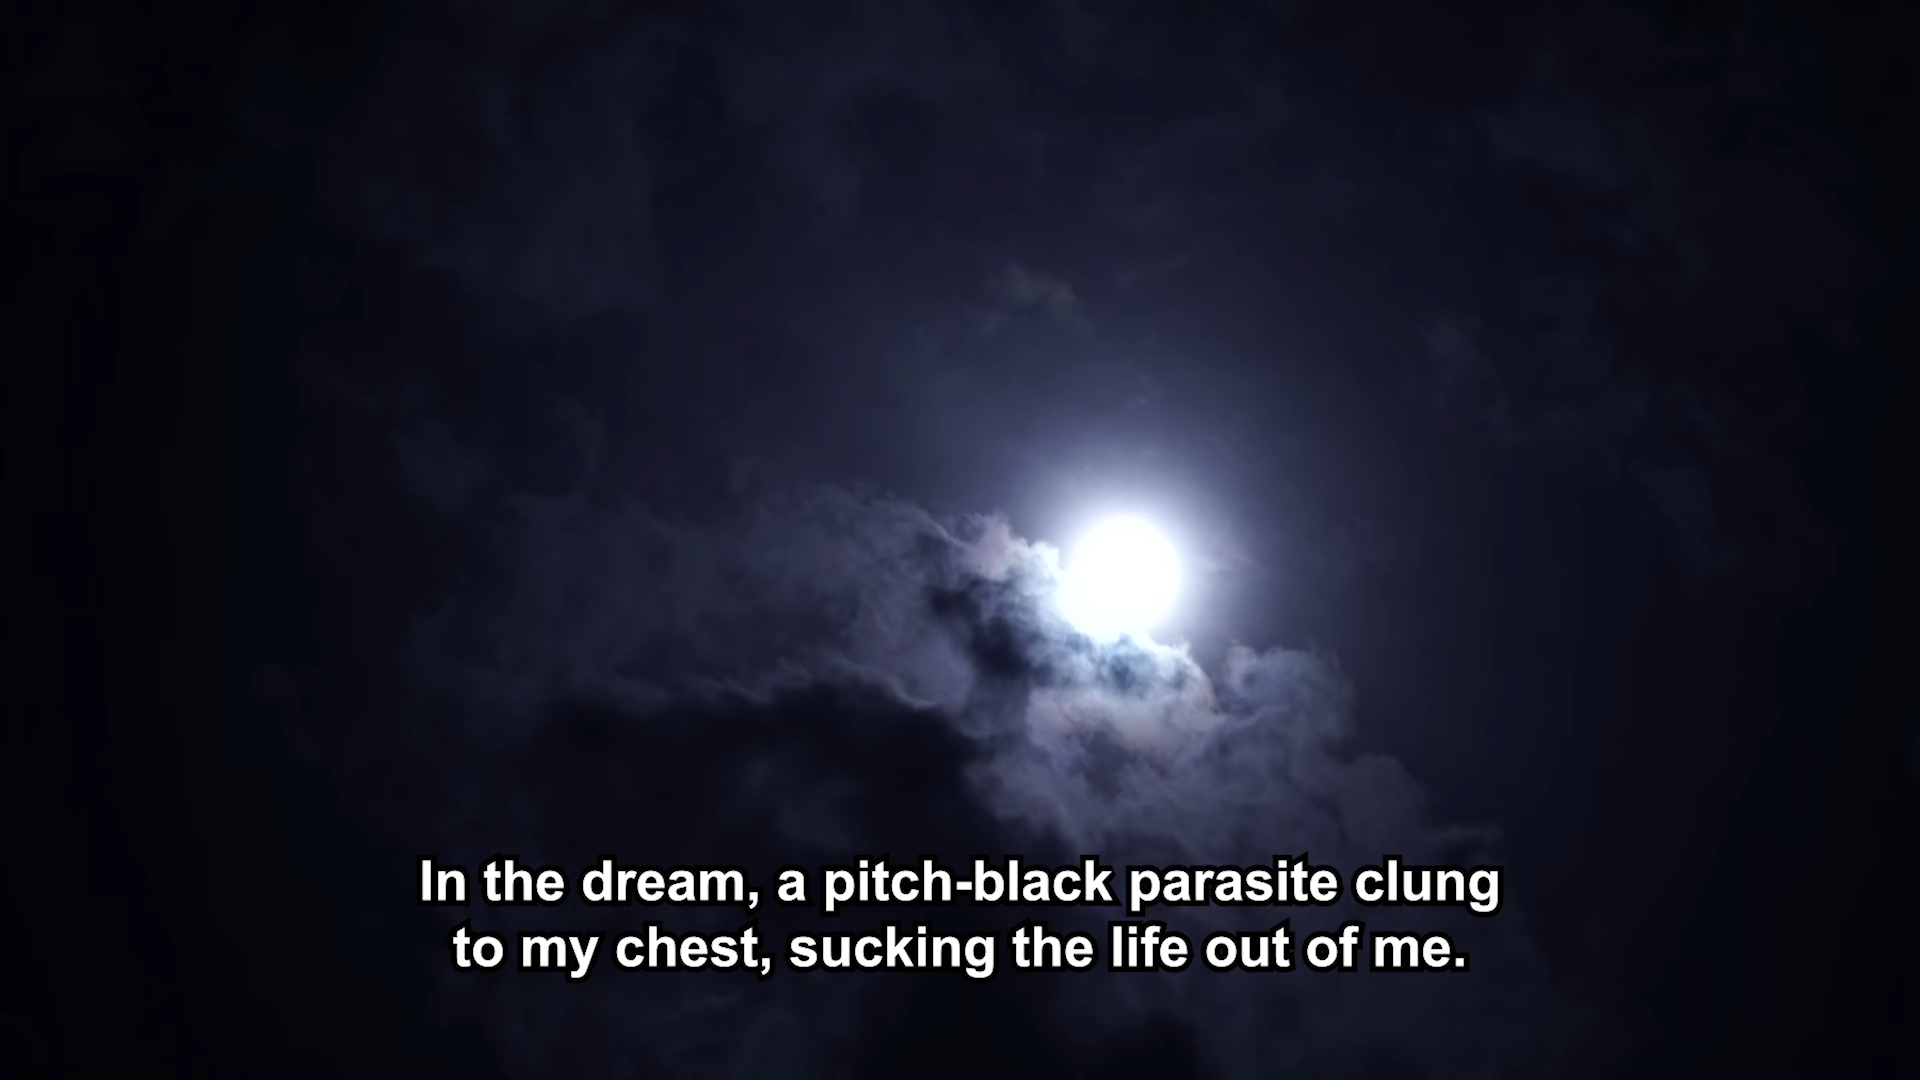 In the dream, a pitch-black parasite clung
to my chest, sucking the life out of me.